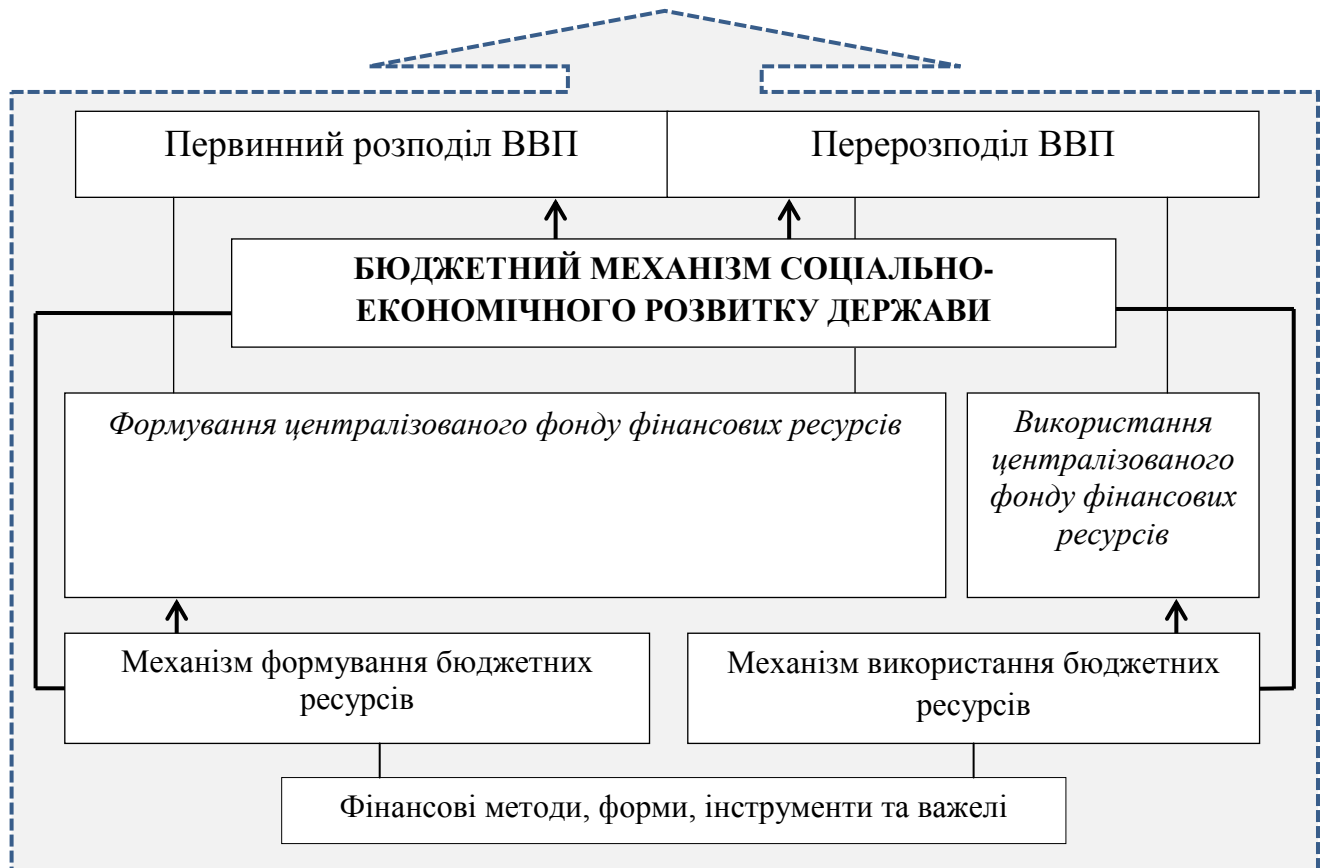 Первинний розподіл ВВП
Перерозподіл ВВП
БЮДЖЕТНИЙ МЕХАНІЗМ СОЦІАЛЬНО-
ЕКОНОМІЧНОГО РОЗВИТКУ ДЕРЖАВИ
Формування централізованого фонду фінансових ресурсів
Використання
централізованого
фонду фінансових
ресурсів
Механізм формування бюджетних
ресурсів
Механізм використання бюджетних
ресурсів
Фінансові методи, форми, інструменти та важелі